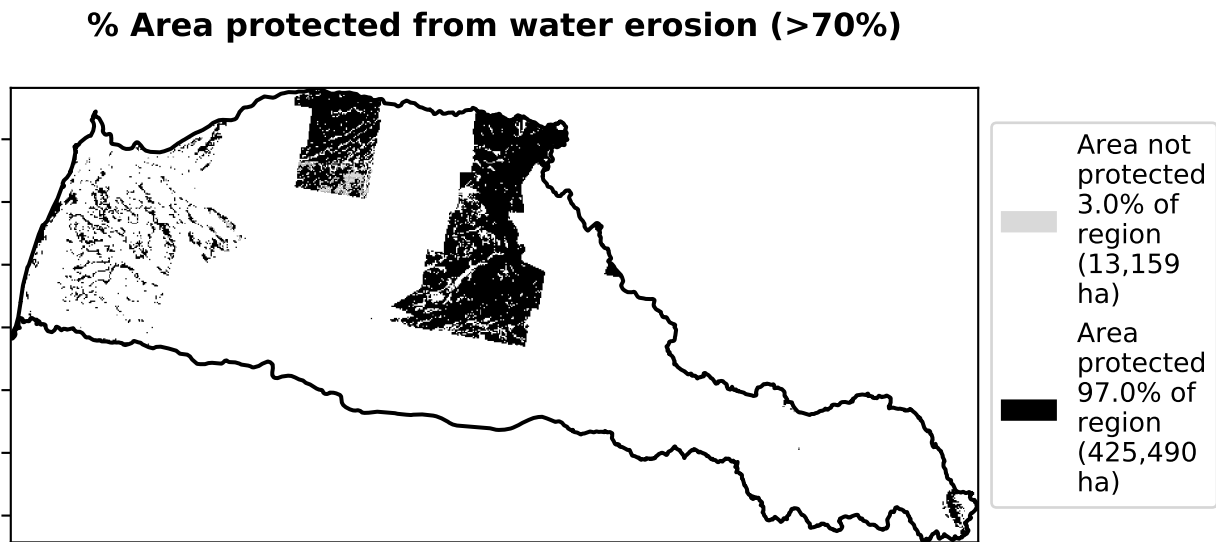 % Area protected from water erosion (>70%)
Area not
protected
3.0% of
region
(13,159
ha)
Area
protected
97.0% of
region
(425,490
ha)